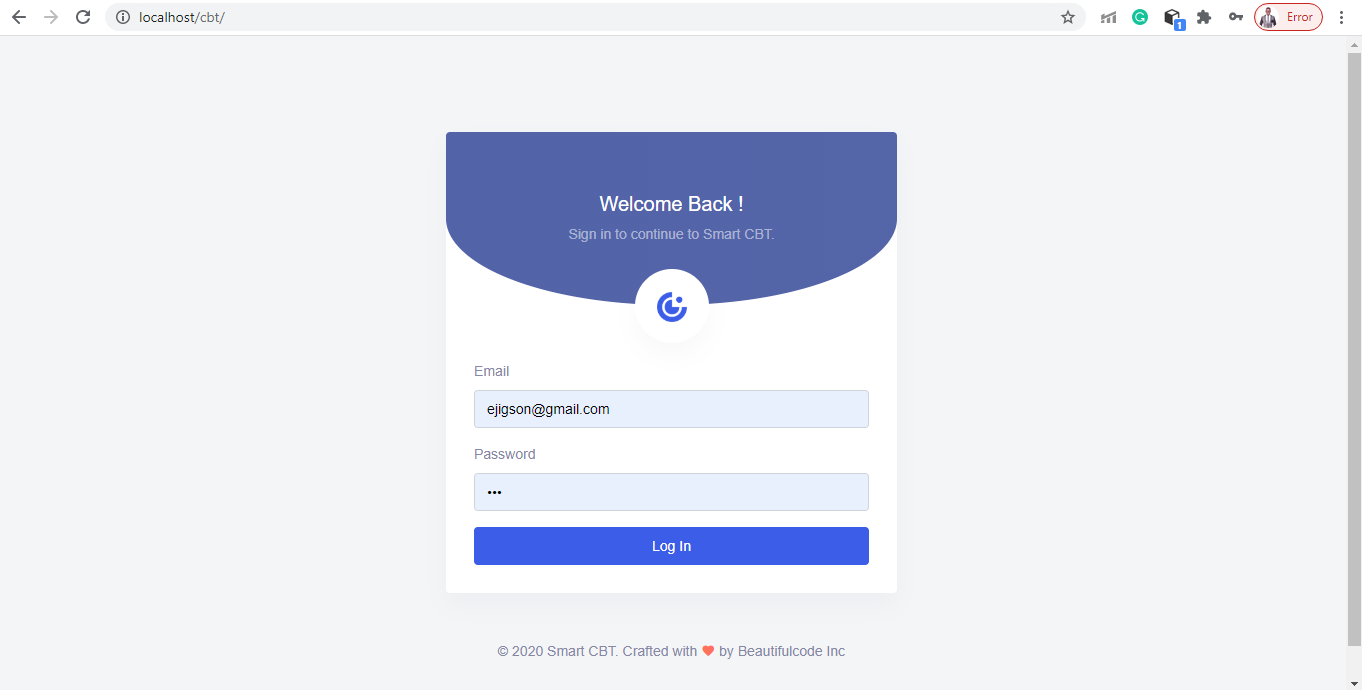 localhost/cbt/
1
Error
Welcome Back !
Sign in to continue to Smart CBT.
Email
ejigson@gmail.com
Password
•••
Log In
© 2020 Smart CBT. Crafted with ❤ by Beautifulcode Inc